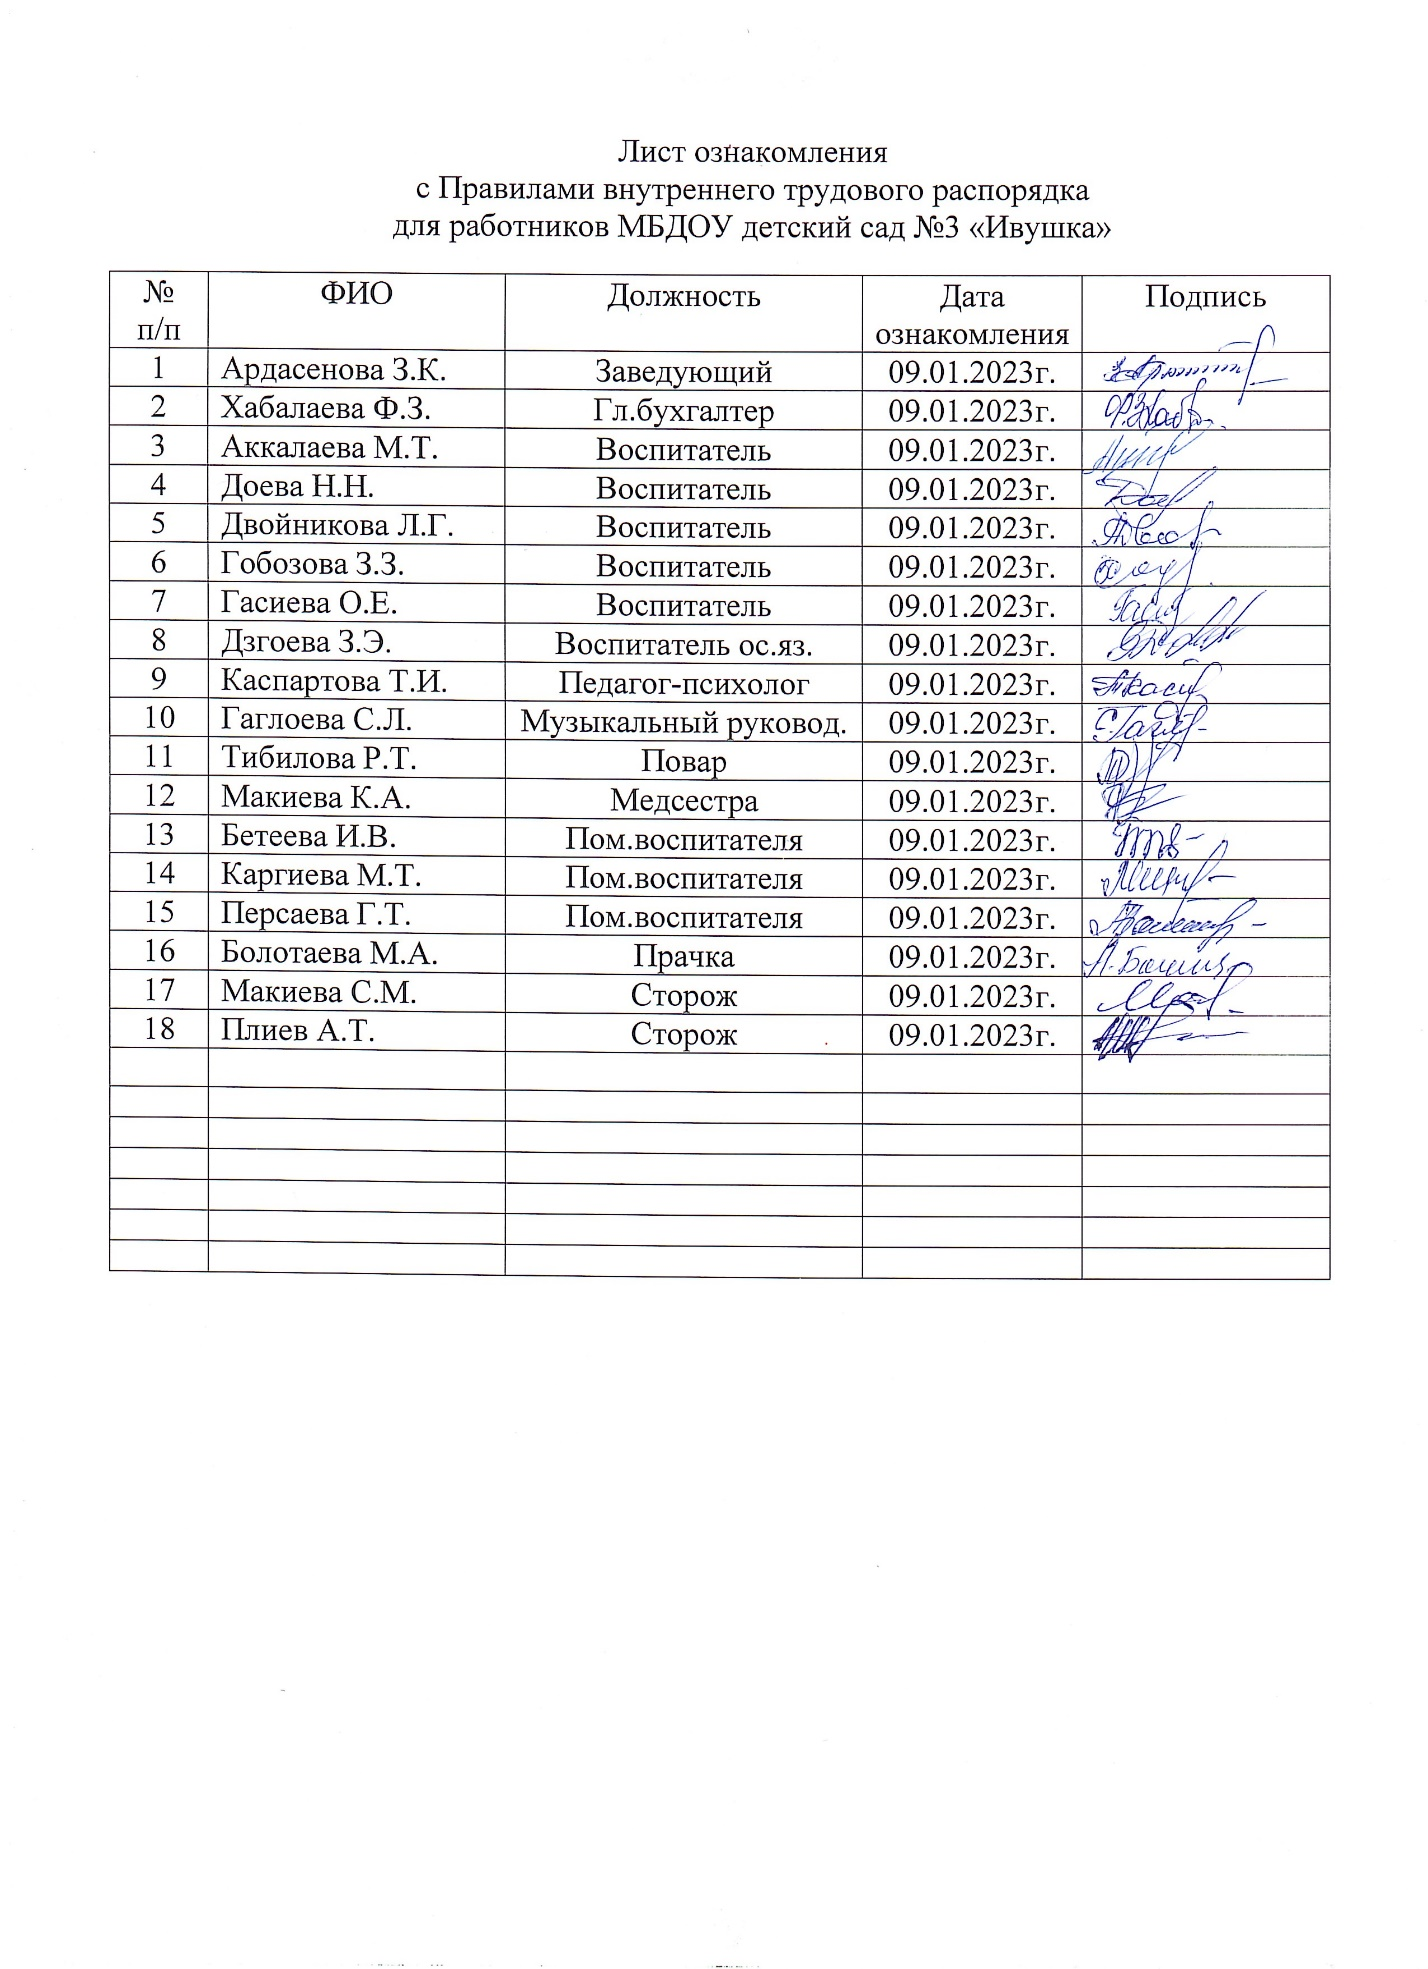 Лист ознакомления
с Правилами внутреннего трудового распорядка
для работников МБДОУ детский сад №3 «Ивушка»
№ п/п ФИО Должность Дата ознакомления Подпись
1 Ардасенова З.К. Заведующий 09.01.2023г.
2 Хабалаева Ф.З. Гл.бухгалтер 09.01.2023г.
3 Аккалаева М.Т. Воспитатель 09.01.2023г.
4 Доева Н.Н. Воспитатель 09.01.2023г.
5 Двойникова Л.Г. Воспитатель 09.01.2023г.
6 Гобозова З.З. Воспитатель 09.01.2023г.
7 Гасиева О.Е. Воспитатель 09.01.2023г.
8 Дзгоева З.Э. Воспитатель ос.яз. 09.01.2023г.
9 Каспартова Т.И. Педагог-психолог 09.01.2023г.
10 Гаглоева С.Л. Музыкальный руковод. 09.01.2023г.
11 Тибилова Р.Т. Повар 09.01.2023г.
12 Макиева К.А. Медсестра 09.01.2023г.
13 Бетеева И.В. Пом.воспитателя 09.01.2023г.
14 Каргиева М.Т. Пом.воспитателя 09.01.2023г.
15 Персаева Г.Т. Пом.воспитателя 09.01.2023г.
16 Болотаева М.А. Прачка 09.01.2023г.
17 Макиева С.М. Сторож 09.01.2023г.
18 Плиев А.Т. Сторож 09.01.2023г.